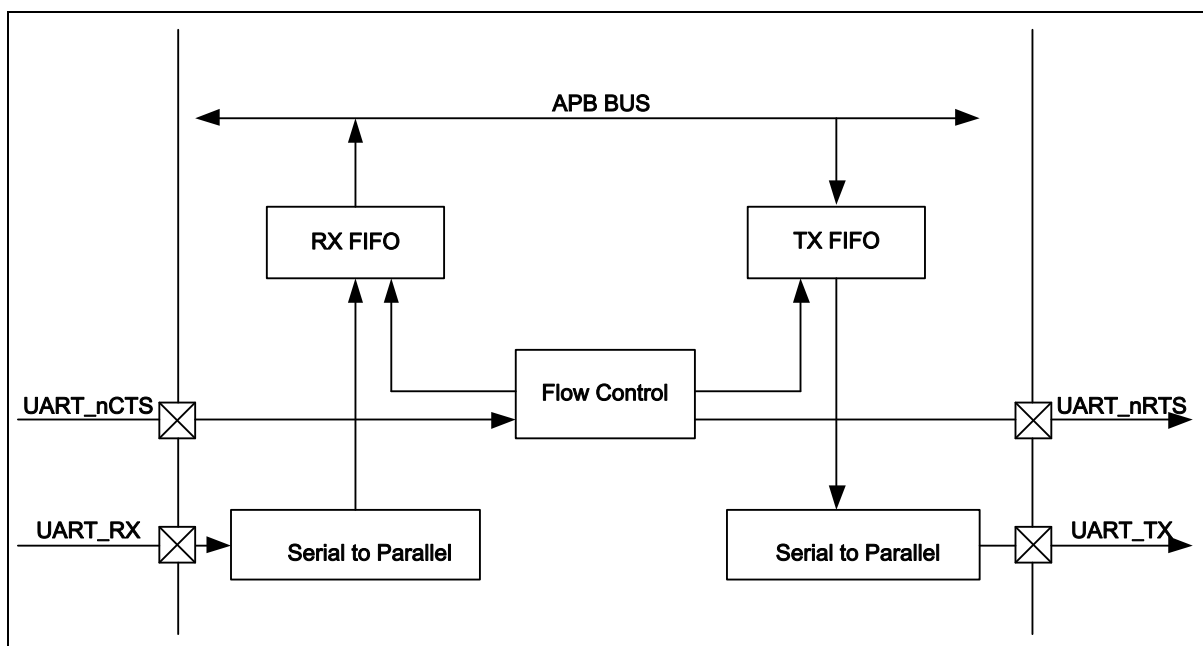 APB BUS
RX FIFO
TX FIFO
Flow Control
UART_nCTS
UART_nRTS
UART_RX
Serial to Parallel
Serial to Parallel
UART_TX